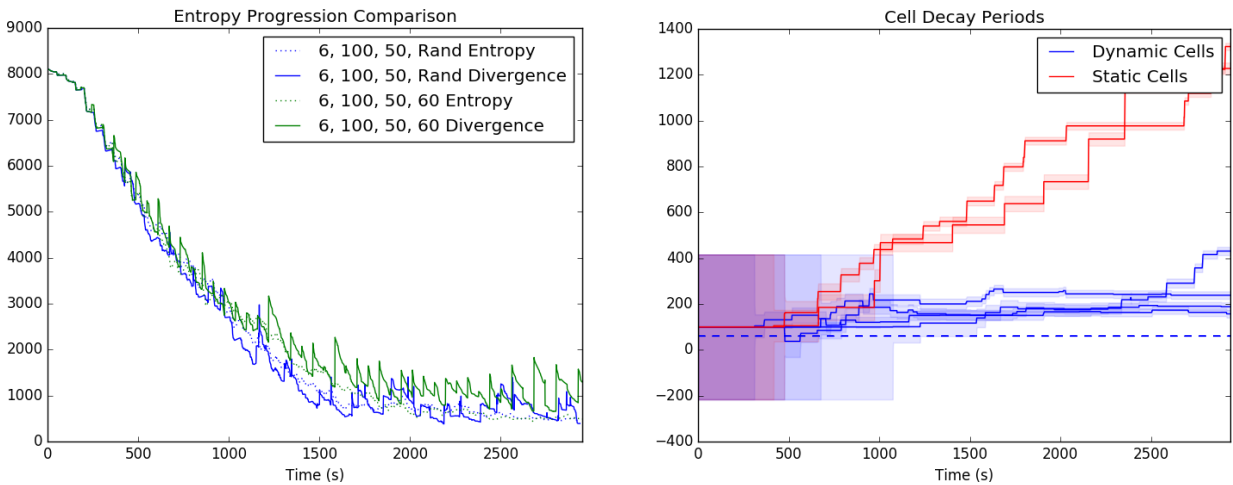 Entropy Progression Comparison
9000
8000
7000
6000
5000
4000
3000
2000
1000
0
6, 100, 50, Rand Entropy
6, 100, 50, Rand Divergence
6, 100, 50, 60 Entropy
6, 100, 50, 60 Divergence
0 500 1000 1500 2000 2500
Time (s)
Cell Decay Periods
1400
1200
1000
800
600
400
200
0
−200
−400
Dynamic Cells
Static Cells
0 500 1000 1500 2000 2500
Time (s)